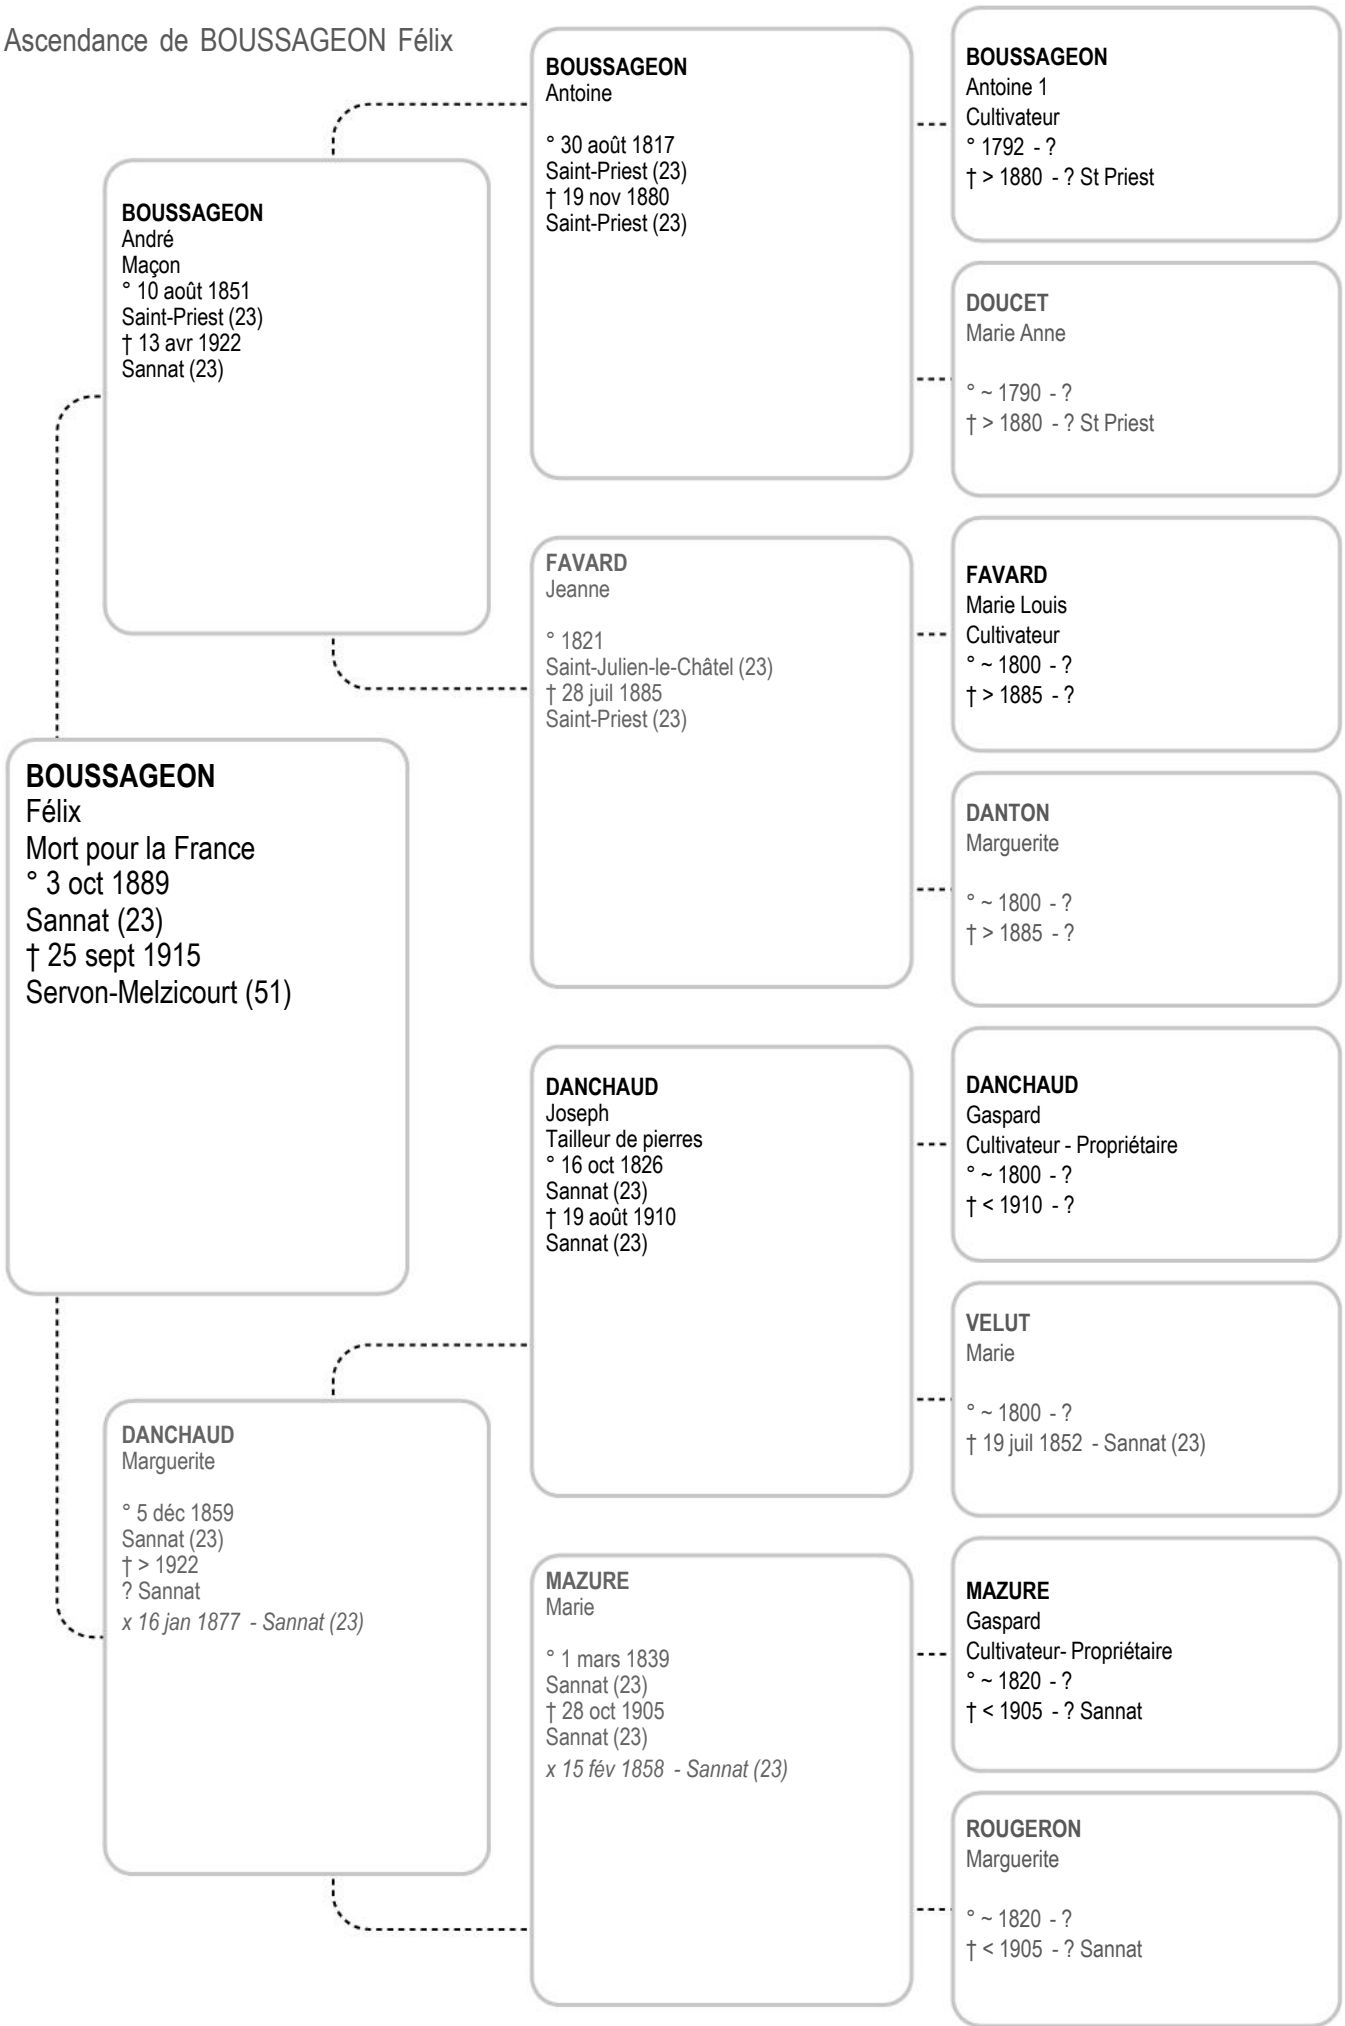 Ascendance de BOUSSAGEON Félix
BOUSSAGEON
Félix
Mort pour la France
° 3 oct 1889
Sannat (23)
† 25 sept 1915
Servon-Melzicourt (51)
BOUSSAGEON
André
Maçon
° 10 août 1851
Saint-Priest (23)
† 13 avr 1922
Sannat (23)
DANCHAUD
Marguerite
° 5 déc 1859
Sannat (23)
† > 1922
? Sannat
x 16 jan 1877 - Sannat (23)
BOUSSAGEON
Antoine
° 30 août 1817
Saint-Priest (23)
† 19 nov 1880
Saint-Priest (23)
FAVARD
Jeanne
° 1821
Saint-Julien-le-Châtel (23)
† 28 juil 1885
Saint-Priest (23)
DANCHAUD
Joseph
Tailleur de pierres
° 16 oct 1826
Sannat (23)
† 19 août 1910
Sannat (23)
MAZURE
Marie
° 1 mars 1839
Sannat (23)
† 28 oct 1905
Sannat (23)
x 15 fév 1858 - Sannat (23)
BOUSSAGEON
Antoine 1
Cultivateur
° 1792 - ?
† > 1880 - ? St Priest
DOUCET
Marie Anne
° ~ 1790 - ?
† > 1880 - ? St Priest
FAVARD
Marie Louis
Cultivateur
° ~ 1800 - ?
† > 1885 - ?
DANTON
Marguerite
° ~ 1800 - ?
† > 1885 - ?
DANCHAUD
Gaspard
Cultivateur - Propriétaire
° ~ 1800 - ?
† < 1910 - ?
VELUT
Marie
° ~ 1800 - ?
† 19 juil 1852 - Sannat (23)
MAZURE
Gaspard
Cultivateur- Propriétaire
° ~ 1820 - ?
† < 1905 - ? Sannat
ROUGERON
Marguerite
° ~ 1820 - ?
† < 1905 - ? Sannat